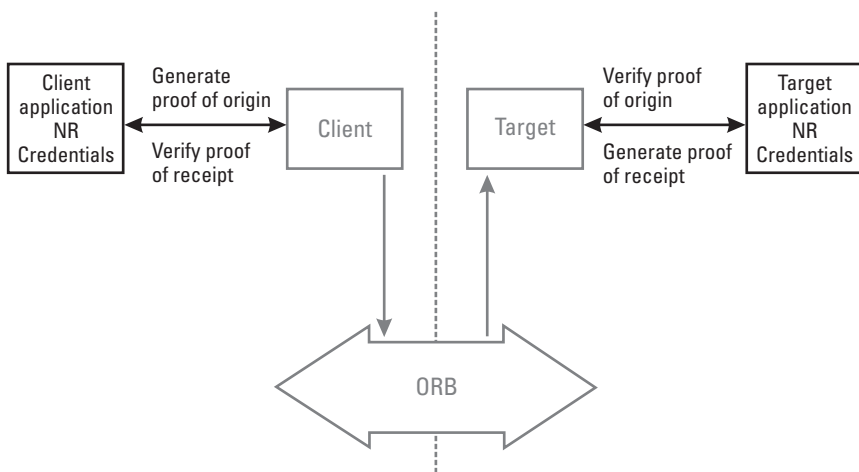 Client
application
NR
Credentials
Generate
proof of origin
Verify proof
of receipt
Client
Target
Verify proof
of origin
Generate proof
of receipt
Target
application
NR
Credentials
ORB